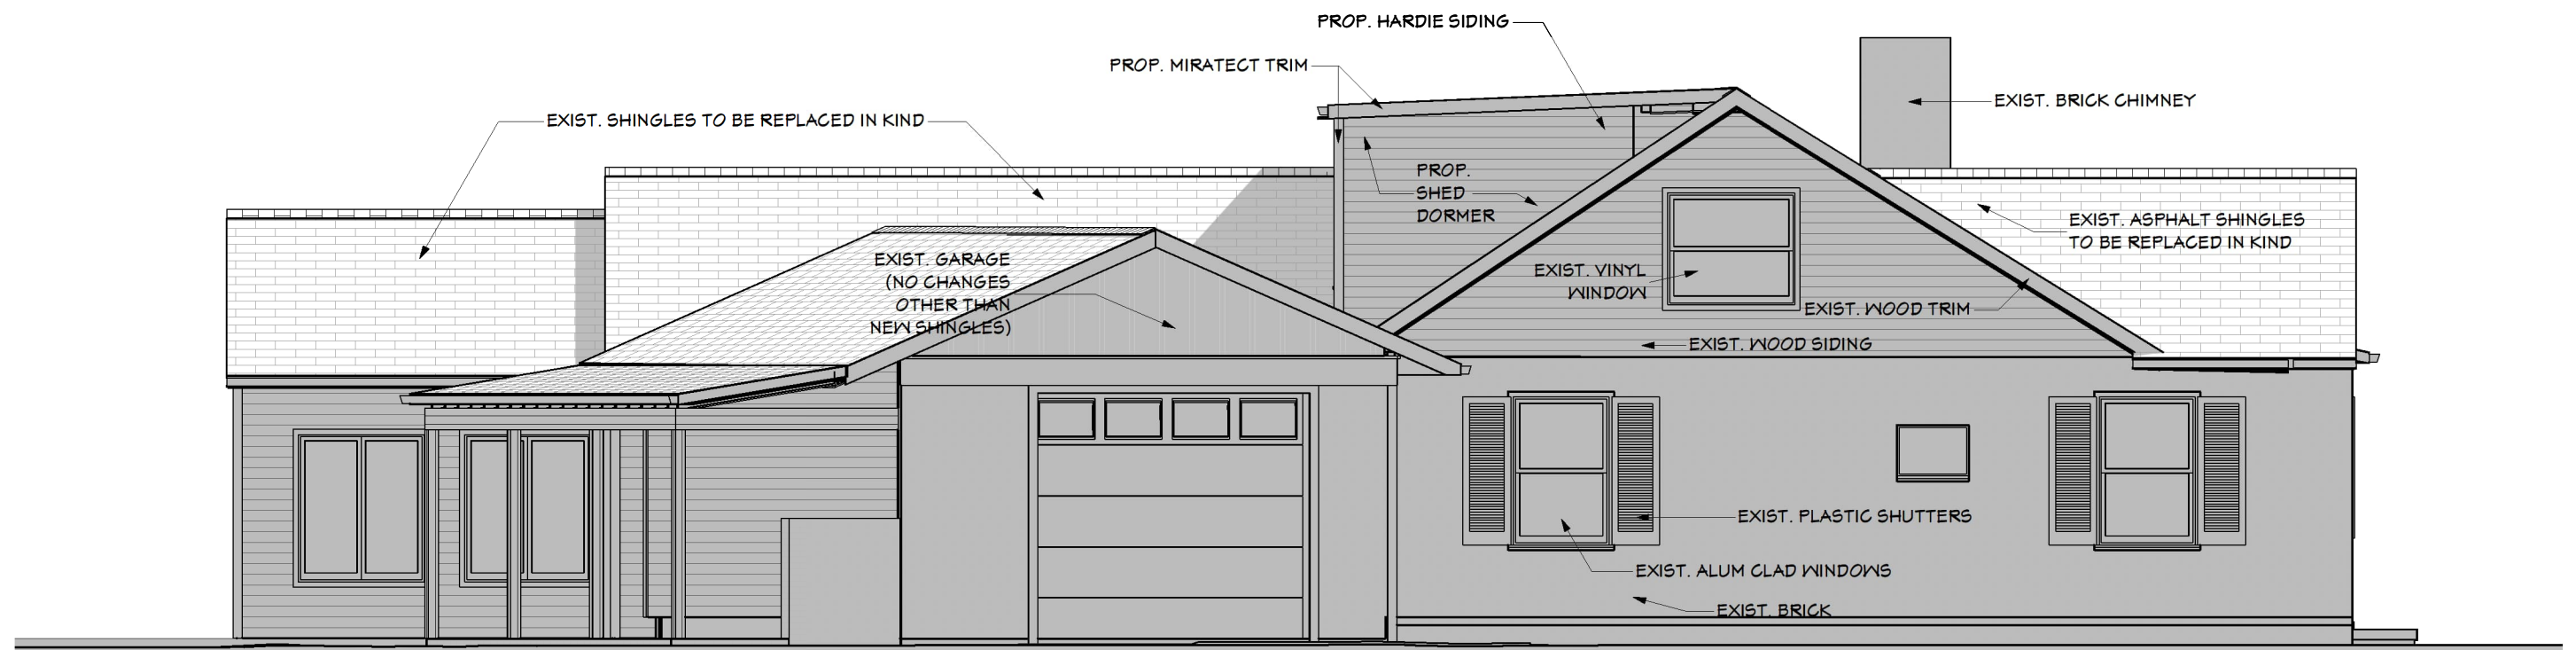 PROP. HARDIE SIDING
PROP. MIRATECT TRIM
EXIST. BRICK CHIMNEY
EXIST. SHINGLES TO BE REPLACED IN KIND
PROP.
SHED
DORMER
EXIST. ASPHALT SHINGLES
TO BE REPLACED IN KIND
EXIST. GARAGE
(NO CHANGES
OTHER THAN
NEW SHINGLES)
EXIST. VINYL
WINDOW
EXIST. WOOD TRIM
EXIST. WOOD SIDING
EXIST. PLASTIC SHUTTERS
EXIST. ALUM CLAD WINDOWS
EXIST. BRICK